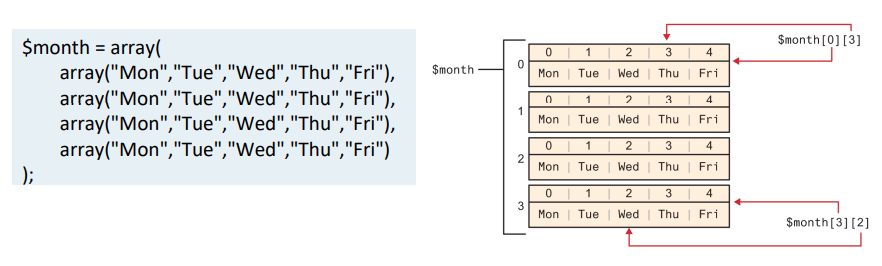 $month = array(
array("Mon","Tue","Wed","Thu","Fri"),
array("Mon","Tue","Wed","Thu","Fri"),
array("Mon","Tue","Wed","Thu","Fri"),
array("Mon","Tue","Wed","Thu","Fri")
);
$month
0
0 | 1 | 2 | 3 | 4
Mon | Tue | Wed | Thu | Fri
1
0 | 1 | 2 | 3 | 4
Mon | Tue | Wed | Thu | Fri
2
0 | 1 | 2 | 3 | 4
Mon | Tue | Wed | Thu | Fri
3
0 | 1 | 2 | 3 | 4
Mon | Tue | Wed | Thu | Fri
$month[0][3]
$month[3][2]